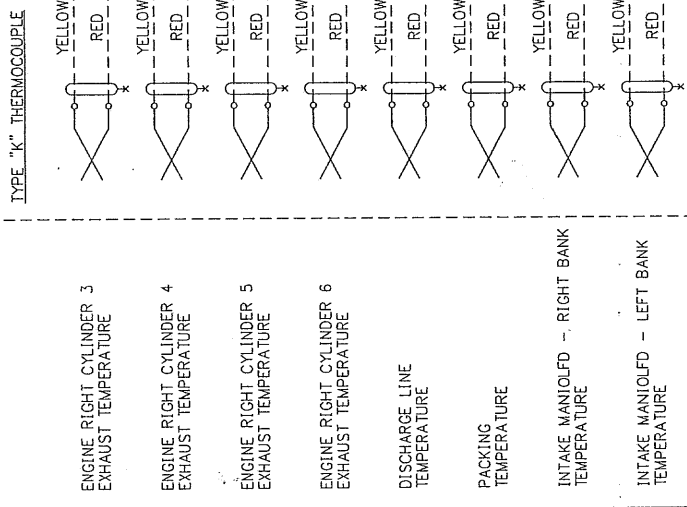 TYPE "K" THERMOCOUPLE
ENGINE RIGHT CYLINDER 3
EXHAUST TEMPERATURE
YELLOW
RED
ENGINE RIGHT CYLINDER 4
EXHAUST TEMPERATURE
YELLOW
RED
ENGINE RIGHT CYLINDER 5
EXHAUST TEMPERATURE
YELLOW
RED
ENGINE RIGHT CYLINDER 6
EXHAUST TEMPERATURE
YELLOW
RED
DISCHARGE LINE
TEMPERATURE
YELLOW
RED
PACKING
TEMPERATURE
YELLOW
RED
INTAKE MANIOLFD - RIGHT BANK
TEMPERATURE
YELLOW
RED
INTAKE MANIOLFD - LEFT BANK
TEMPERATURE
YELLOW
RED